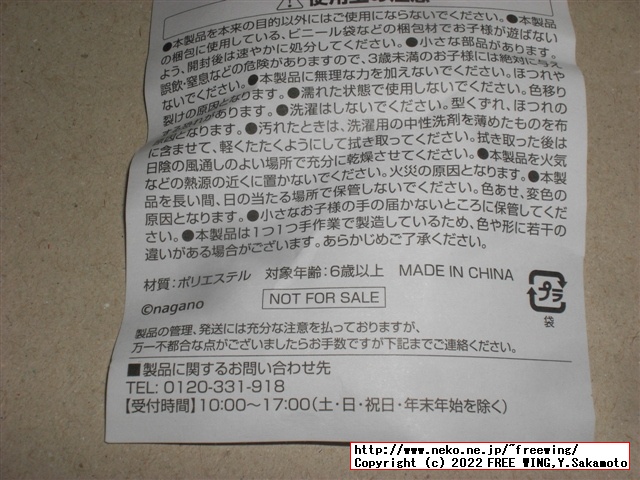 使用上の注意
●本製品を本来の目的以外にはご使用にならないでください。●本製品
の梱包に使用している、ビニール袋などの梱包材でお子様が遊ばない
よう、開封後は速やかに処分してください。●小さな部品があります。
誤飲・窒息などの危険がありますので、3歳未満のお子様には絶対に与え
ないでください。●本製品に無理な力を加えないでください。ほつれや
裂けの原因となります。●濡れた状態で使用しないでください。色移り
する恐れがあります。●洗濯はしないでください。型くずれ、ほつれの
原因となります。●汚れたときは、洗濯用の中性洗剤を薄めたものを布
に含ませて、軽くたたくようにして拭き取ってください。拭き取った後は
日陰の風通しのよい場所で充分に乾燥させてください。●本製品を火気
などの熱源の近くに置かないでください。火災の原因となります。●本製
品を長い間、日の当たる場所で保管しないでください。色あせ、変色の
原因となります。●小さなお子様の手の届かないところに保管してくだ
さい。●本製品は1つ1つ手作業で製造しているため、色や形に若干の
違いがある場合がございます。あらかじめご了承ください。
材質：ポリエステル 対象年齢：6歳以上 MADE IN CHINA
©nagano NOT FOR SALE
プラ
袋
製品の管理、発送には充分な注意を払っておりますが、
万一不都合な点がございましたらお手数ですが下記までご連絡ください。
■製品に関するお問い合わせ先
TEL: 0120-331-918
【受付時間】10:00〜17:00（土・日・祝日・年末年始を除く）
http://www.neko.ne.jp/~freewing/
Copyright (c) 2022 FREE WING,Y.Sakamoto